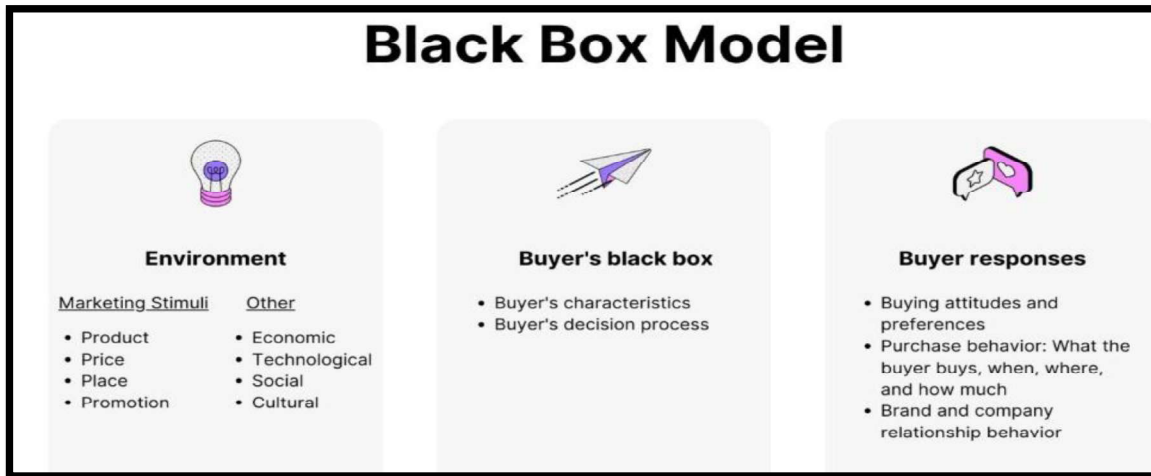 Black Box Model
Environment
Marketing Stimuli
• Product
• Price
• Place
• Promotion
Other
• Economic
• Technological
• Social
• Cultural
Buyer's black box
• Buyer's characteristics
• Buyer's decision process
Buyer responses
• Buying attitudes and
preferences
• Purchase behavior: What the
buyer buys, when, where,
and how much
• Brand and company
relationship behavior